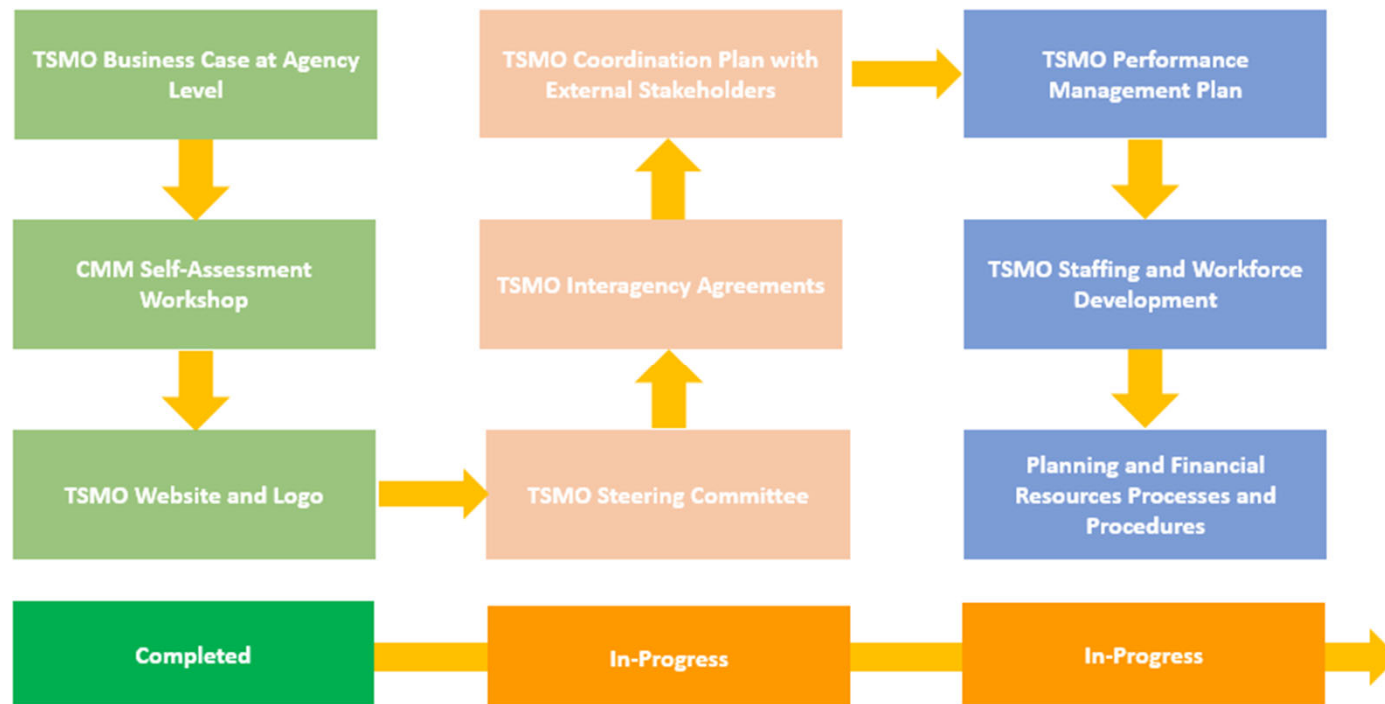 TSMO Business Case at Agency
Level
CMM Self-Assessment
Workshop
TSMO Website and Logo
TSMO Steering Committee
TSMO Interagency Agreements
TSMO Coordination Plan with
External Stakeholders
TSMO Performance
Management Plan
TSMO Staffing and Workforce
Development
Planning and Financial
Resources Processes and
Procedures
Completed
In-Progress
In-Progress